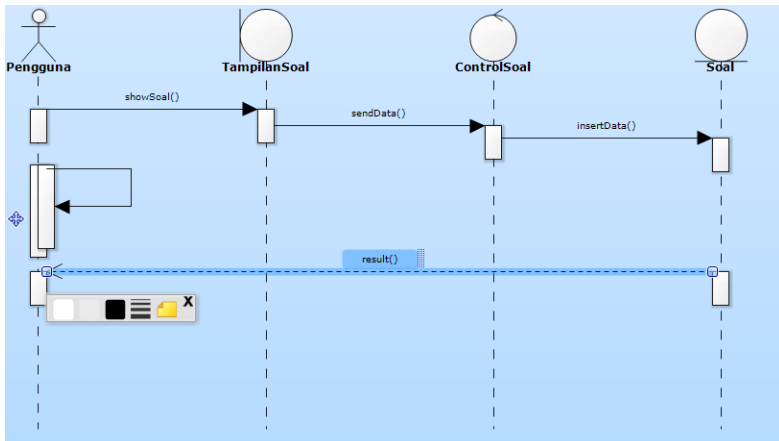 Pengguna
TampilanSoal
ControlSoal
Soal
showSoal()
sendData()
insertData()
result()
X